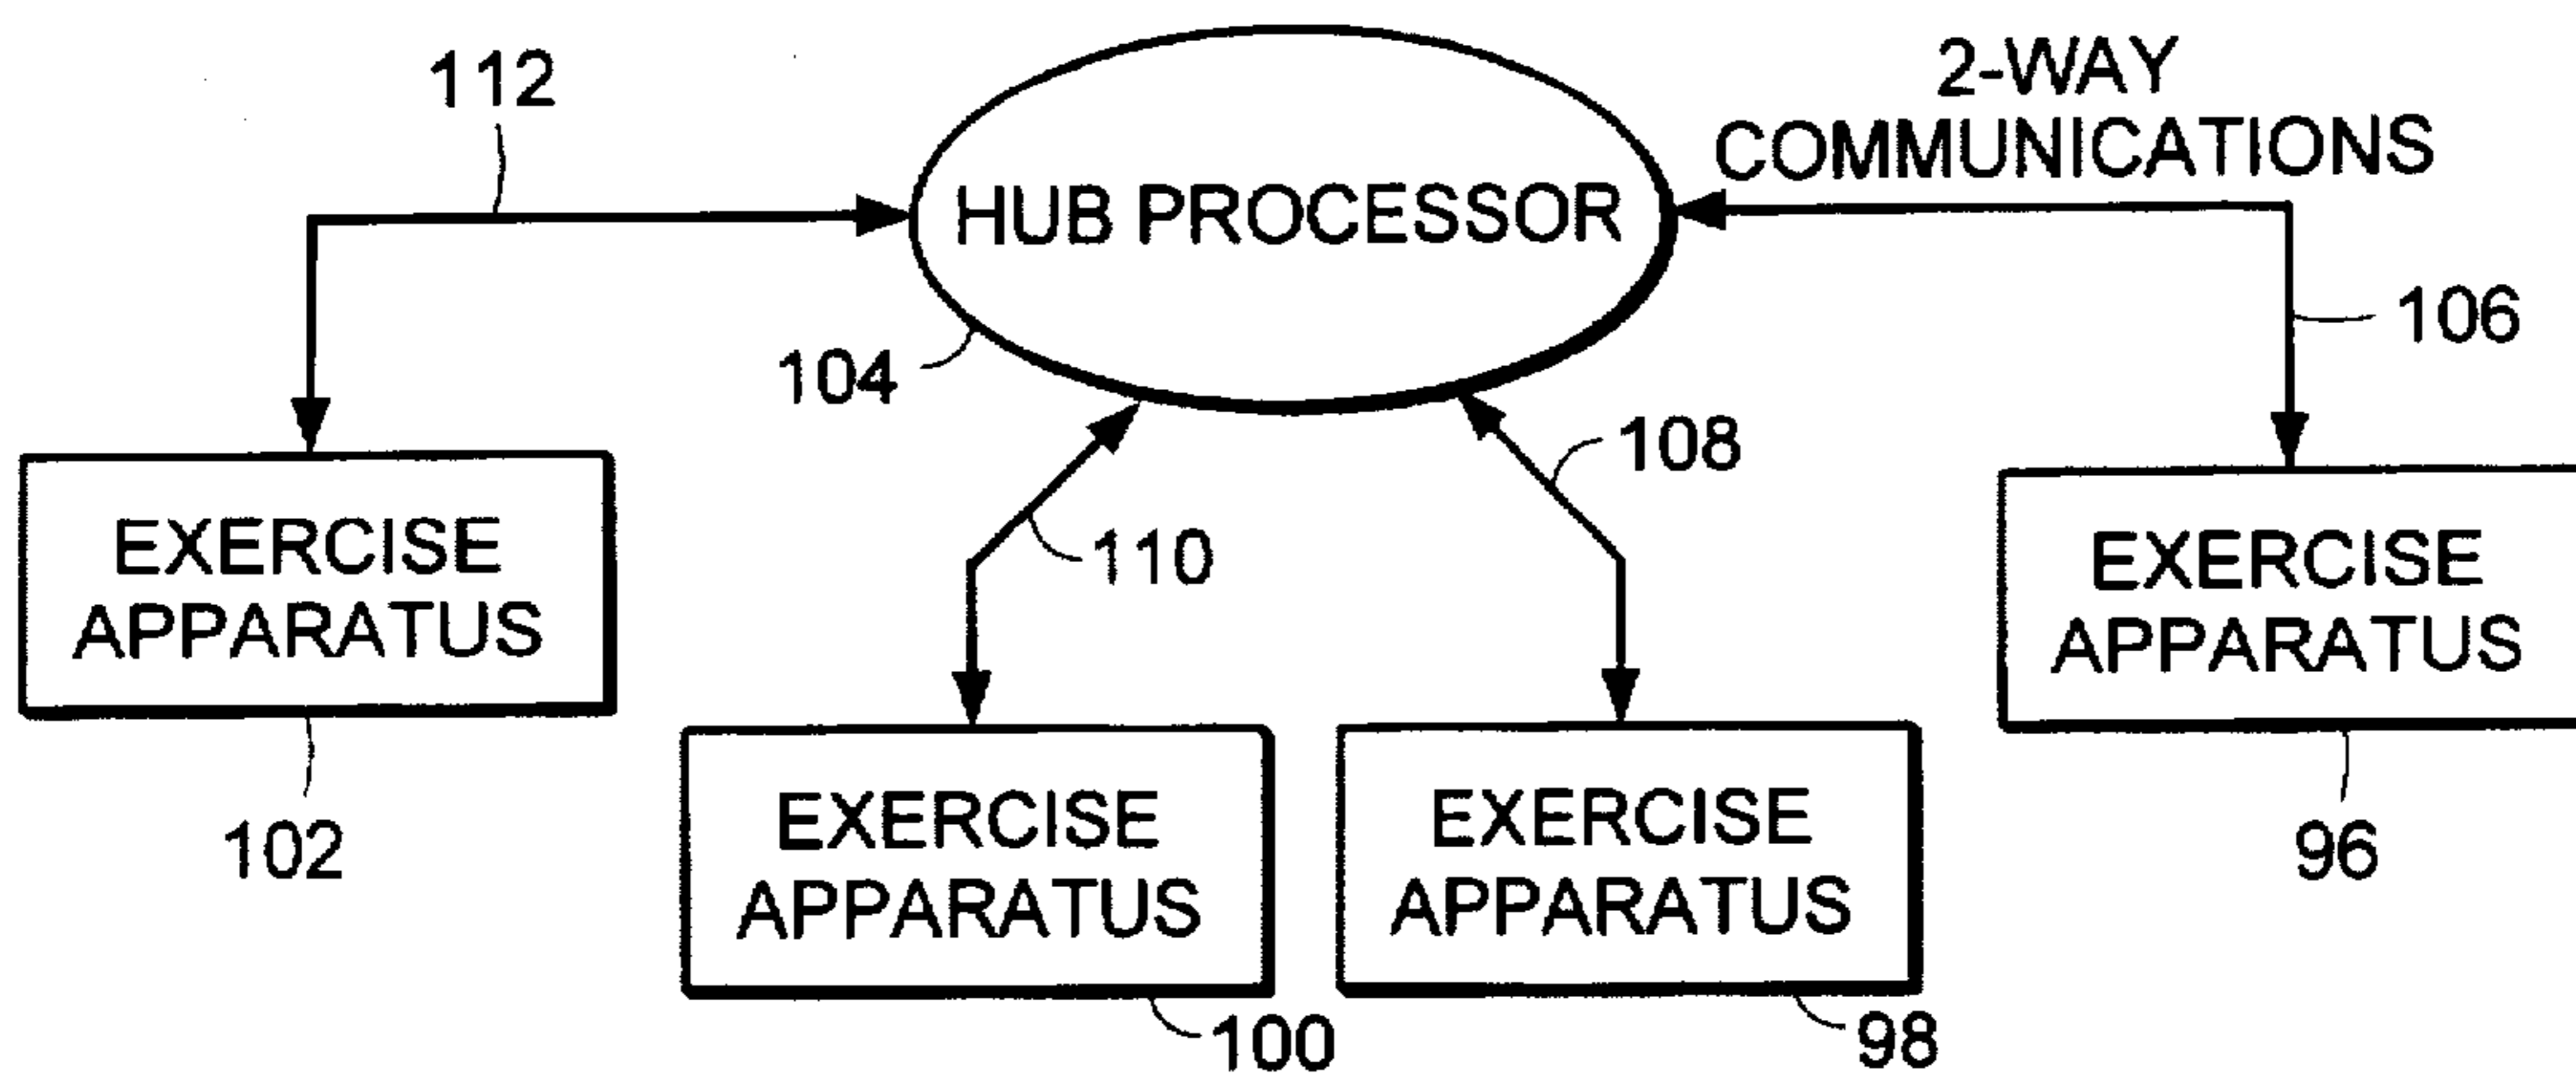 112
2-WAY
COMMUNICATIONS
HUB PROCESSOR
106
104
108
110
EXERCISE
APPARATUS
EXERCISE
APPARATUS
102
EXERCISE
APPARATUS
EXERCISE
APPARATUS
96
100
98